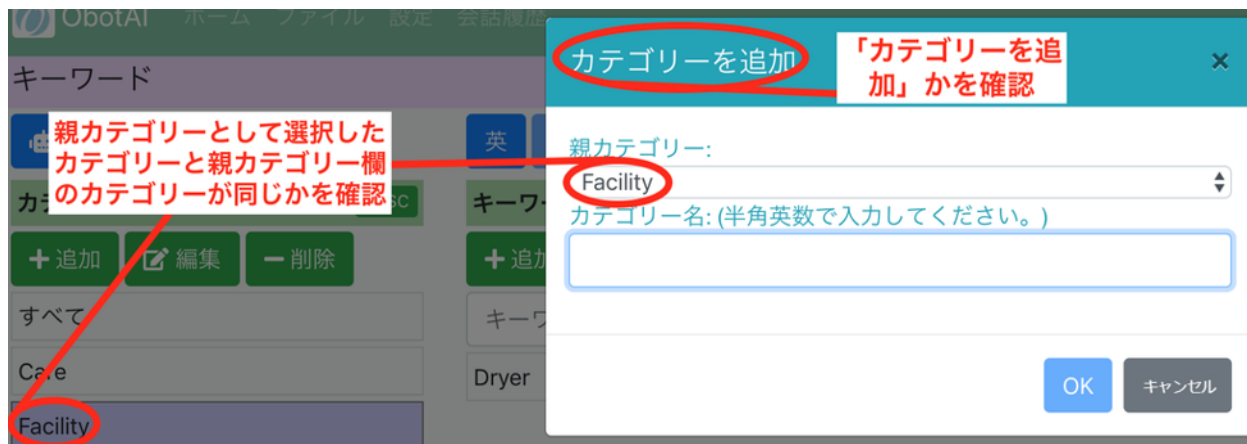 ObotAI ホーム ファイル 設定 会話履歴
キーワード
親カテゴリーとして選択した
カテゴリーと親カテゴリー欄
のカテゴリーが同じかを確認
英
キーワ
+ 追加 編集 − 削除
+ 追加
すべて
キーワ
Care
Dryer
Facility
カテゴリーを追加
「カテゴリーを追
加」かを確認
×
親カテゴリー:
Facility
カテゴリー名: (半角英数で入力してください。)
OK キャンセル